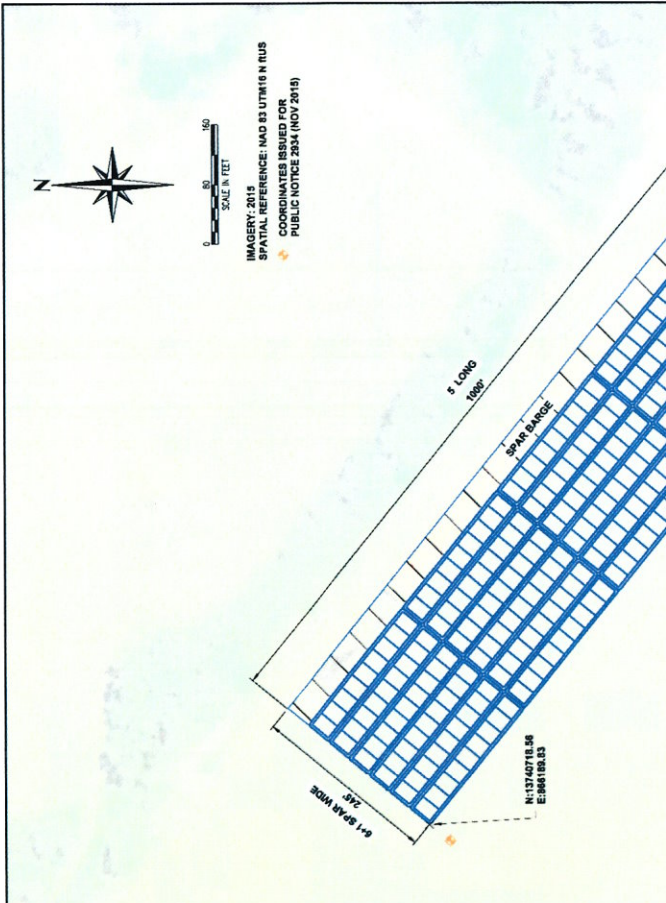 N
0 80 160
SCALE IN FEET
IMAGERY: 2015
SPATIAL REFERENCE: NAD 83 UTM16 N ftUS
COORDINATES ISSUED FOR
PUBLIC NOTICE 2934 (NOV 2015)
5 LONG
1000'
SPAR BARGE
6+1 SPAR WIDE
245'
N:13740718.56
E:866189.83